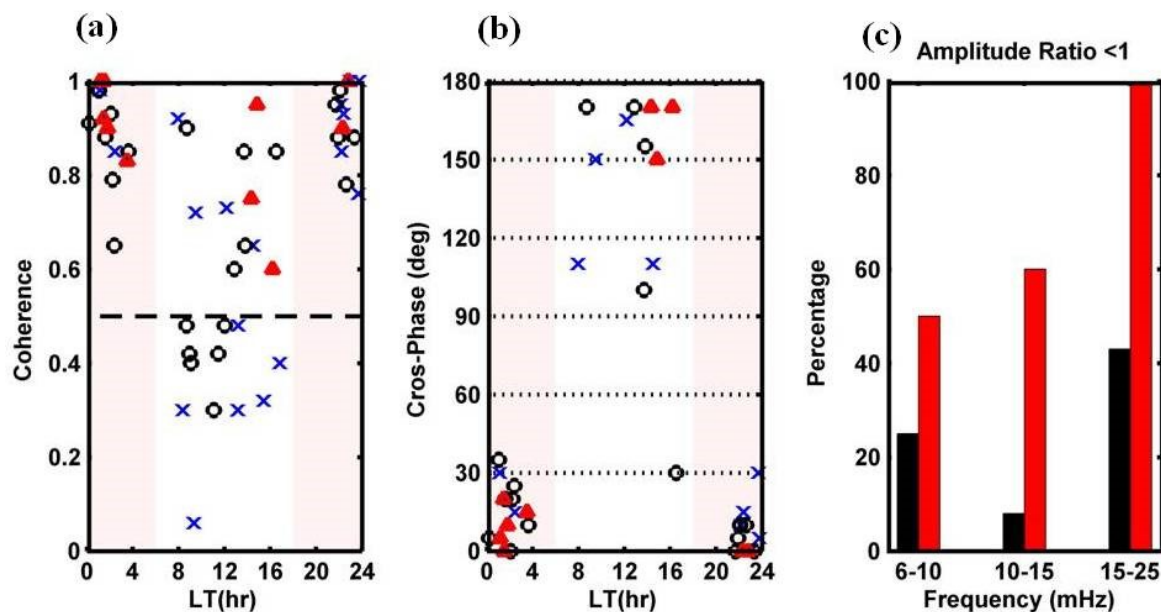 (a)
Coherence
1
0.8
0.6
0.4
0.2
0
0 4 8 12 16 20 24
LT(hr)
(b)
Cros-Phase (deg)
180
150
120
90
60
30
0
0 4 8 12 16 20 24
LT(hr)
(c)
Amplitude Ratio <1
Percentage
100
80
60
40
20
0
6-10 10-15 15-25
Frequency (mHz)